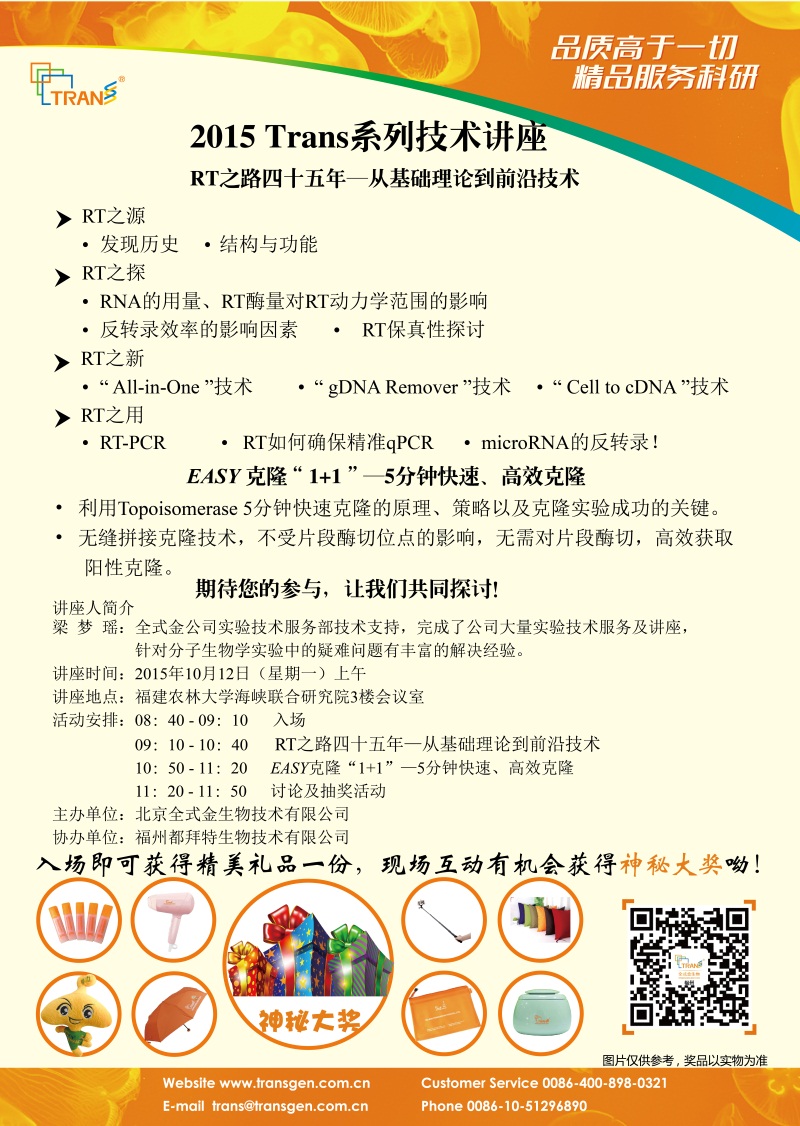 品质高于一切
精品服务科研
TRANS®
2015 Trans系列技术讲座
RT之路四十五年—从基础理论到前沿技术
➤ RT之源
• 发现历史 • 结构与功能
➤ RT之探
• RNA的用量、RT酶量对RT动力学范围的影响
• 反转录效率的影响因素 • RT保真性探讨
➤ RT之新
• “ All-in-One ”技术 • “ gDNA Remover ”技术 • “ Cell to cDNA ”技术
➤ RT之用
• RT-PCR • RT如何确保精准qPCR • microRNA的反转录！
EASY 克隆“ 1+1 ”—5分钟快速、高效克隆
• 利用Topoisomerase 5分钟快速克隆的原理、策略以及克隆实验成功的关键。
• 无缝拼接克隆技术，不受片段酶切位点的影响，无需对片段酶切，高效获取
阳性克隆。
期待您的参与，让我们共同探讨!
讲座人简介
梁 梦 瑶：全式金公司实验技术服务部技术支持，完成了公司大量实验技术服务及讲座，
针对分子生物学实验中的疑难问题有丰富的解决经验。
讲座时间：2015年10月12日（星期一）上午
讲座地点：福建农林大学海峡联合研究院3楼会议室
活动安排：08：40 - 09：10 入场
09：10 - 10：40 RT之路四十五年—从基础理论到前沿技术
10：50 - 11：20 EASY克隆“1+1”—5分钟快速、高效克隆
11：20 - 11：50 讨论及抽奖活动
主办单位：北京全式金生物技术有限公司
协办单位：福州都拜特生物技术有限公司
入场即可获得精美礼品一份，现场互动有机会获得神秘大奖呦！
神秘大奖
TRANS
图片仅供参考，奖品以实物为准
Website www.transgen.com.cn Customer Service 0086-400-898-0321
E-mail trans@transgen.com.cn Phone 0086-10-51296890